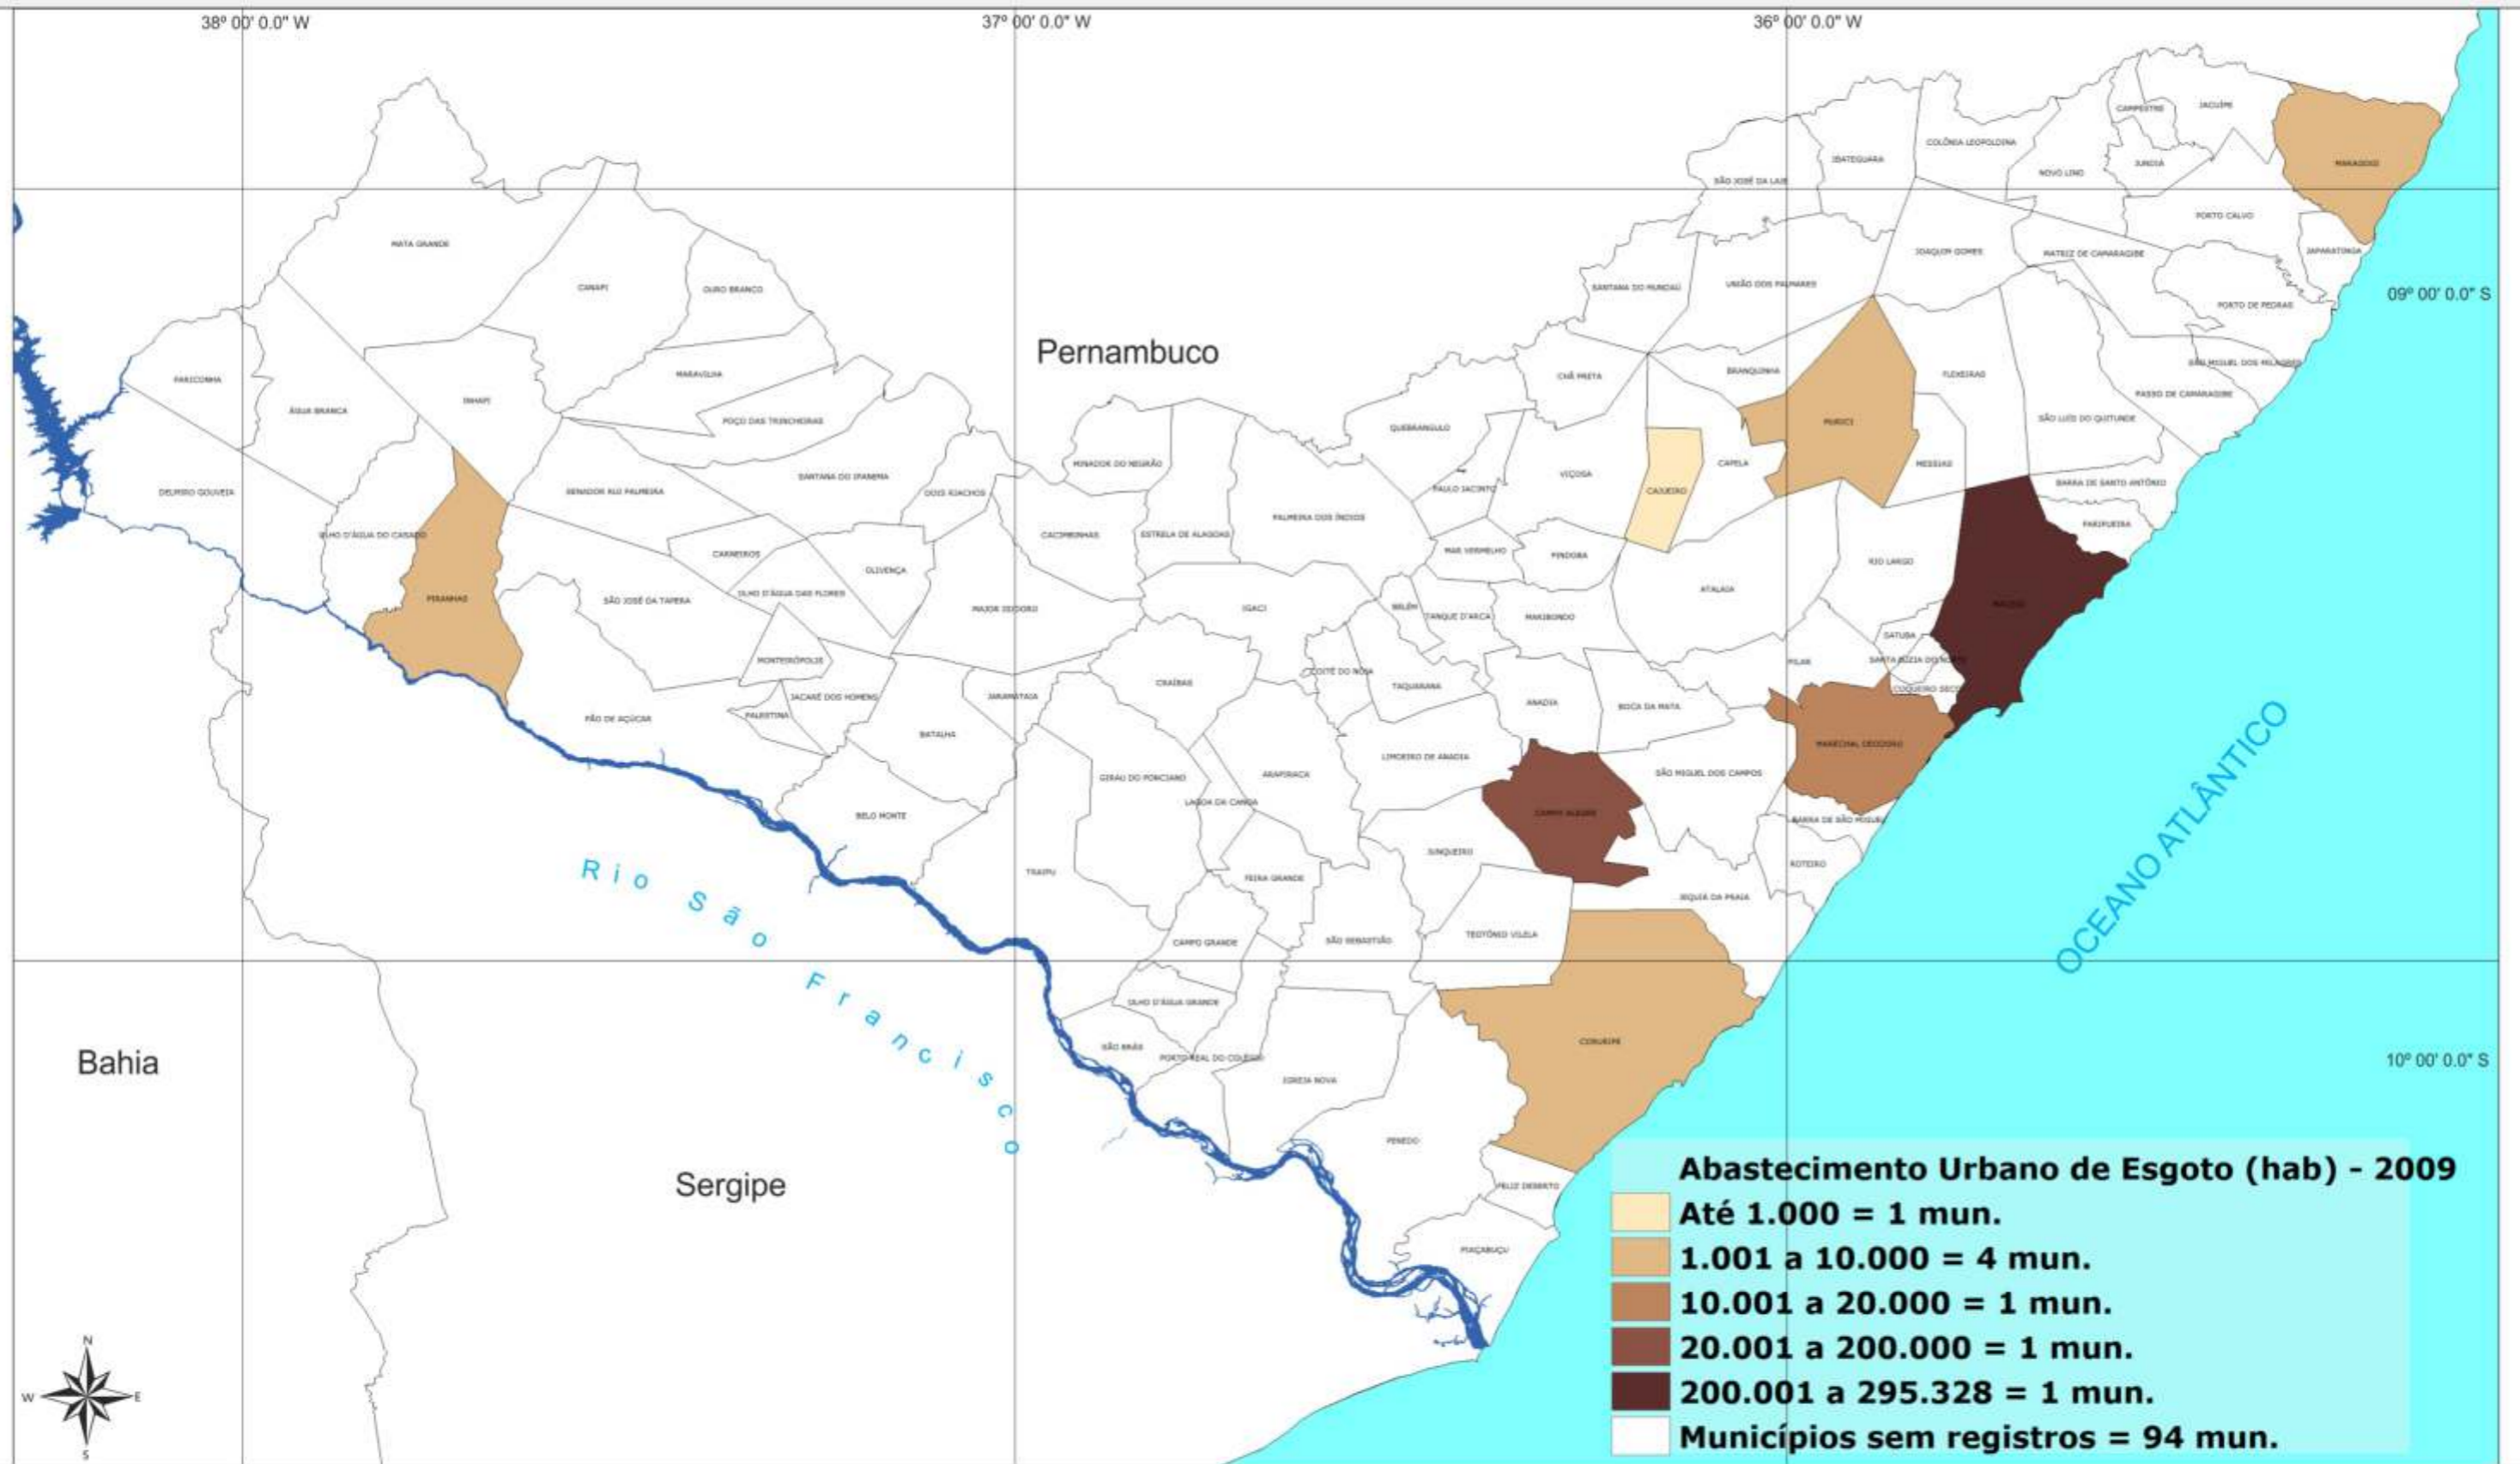 38º 00' 0.0" W
37º 00' 0.0" W
36º 00' 0.0" W
CAMPESTRE
JACUÍPE
COLÔNIA LEOPOLDINA
IBATEGUARA
JUNDIÁ
MARAGOGI
NOVO LINO
SÃO JOSÉ DA LAJE
PORTO CALVO
MATA GRANDE
JOAQUIM GOMES
MATRIZ DE CAMARAGIBE
JAPARATINGA
CANAPI
OURO BRANCO
SANTANA DO MUNDAÚ
UNIÃO DOS PALMARES
09º 00' 0.0" S
PORTO DE PEDRAS
Pernambuco
SÃO MIGUEL DOS MILAGRES
PARICONHA
MARAVILHA
CHÃ PRETA
BRANQUINHA
FLEXEIRAS
PASSO DE CAMARAGIBE
ÁGUA BRANCA
INHAPI
POÇO DAS TRINCHEIRAS
QUEBRANGULO
MURICI
SÃO LUÍS DO QUITUNDE
MINADOR DO NEGRÃO
CAPELA
MESSIAS
SANTANA DO IPANEMA
VIÇOSA
BARRA DE SANTO ANTÔNIO
DELMIRO GOUVEIA
SENADOR RUI PALMEIRA
DOIS RIACHOS
PAULO JACINTO
CAJUEIRO
PALMEIRA DOS ÍNDIOS
PARIPUEIRA
OLHO D'ÁGUA DO CASADO
CACIMBINHAS
ESTRELA DE ALAGOAS
CARNEIROS
MAR VERMELHO
PINDOBA
RIO LARGO
OLIVENÇA
OLHO D'ÁGUA DAS FLORES
ATALAIA
PIRANHAS
SÃO JOSÉ DA TAPERA
MAJOR ISIDORO
IGACI
BELÉM
TANQUE D'ARCA
MARIBONDO
MACEIÓ
SATUBA
MONTEIRÓPOLIS
PILAR
SANTA LUZIA DO NORTE
COITÉ DO NÓIA
CRAÍBAS
TAQUARANA
COQUEIRO SECO
JACARÉ DOS HOMENS
JARAMATAIA
ANADIA
BOCA DA MATA
PALESTINA
PÃO DE AÇÚCAR
BATALHA
MARECHAL DEODORO
LIMOEIRO DE ANADIA
GIRAU DO PONCIANO
ARAPIRACA
SÃO MIGUEL DOS CAMPOS
LAGOA DA CANOA
BELO MONTE
CAMPO ALEGRE
BARRA DE SÃO MIGUEL
JUNQUEIRO
ROTEIRO
TRAIPU
FEIRA GRANDE
JEQUIÁ DA PRAIA
OCEANO ATLÂNTICO
Rio São Francisco
CAMPO GRANDE
SÃO SEBASTIÃO
TEOTÔNIO VILELA
OLHO D'ÁGUA GRANDE
SÃO BRÁS
PORTO REAL DO COLÉGIO
CORURIPE
Bahia
10º 00' 0.0" S
IGREJA NOVA
PENEDO
Sergipe
FELIZ DESERTO
PIAÇABUÇU
Abastecimento Urbano de Esgoto (hab) - 2009
Até 1.000 = 1 mun.
1.001 a 10.000 = 4 mun.
10.001 a 20.000 = 1 mun.
20.001 a 200.000 = 1 mun.
200.001 a 295.328 = 1 mun.
Municípios sem registros = 94 mun.
N
W
E
S